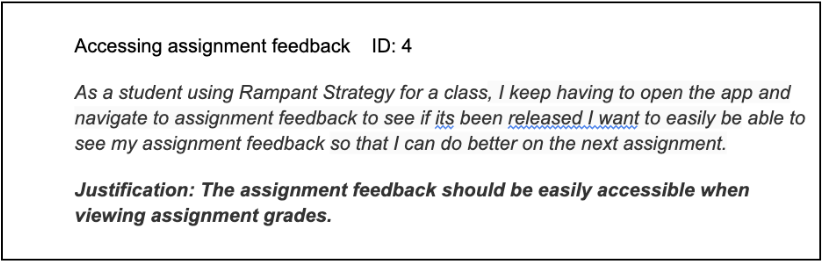 Accessing assignment feedback ID: 4
As a student using Rampant Strategy for a class, I keep having to open the app and
navigate to assignment feedback to see if its been released I want to easily be able to
see my assignment feedback so that I can do better on the next assignment.
Justification: The assignment feedback should be easily accessible when
viewing assignment grades.